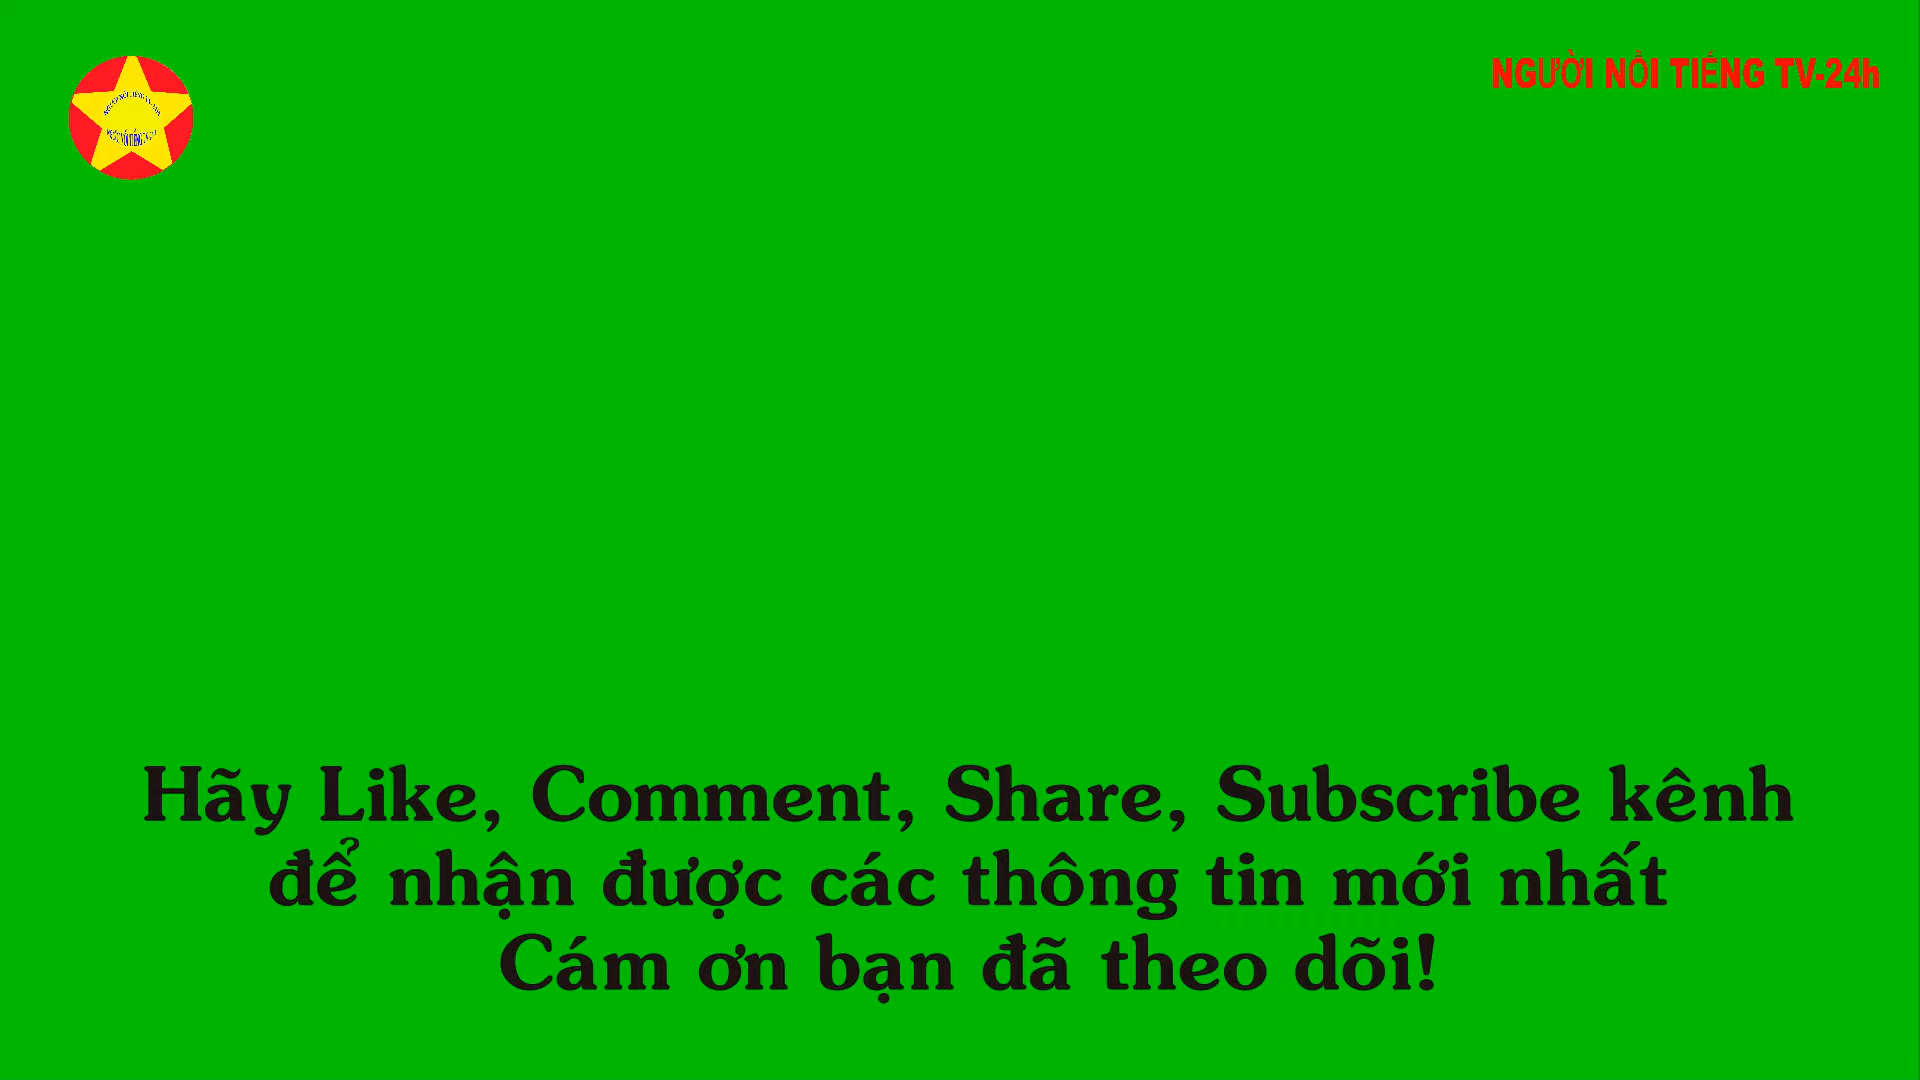 NGƯỜI NỔI TIẾNG TV-24h
Hãy Like, Comment, Share, Subscribe kênh
để nhận được các thông tin mới nhất
Cám ơn bạn đã theo dõi!